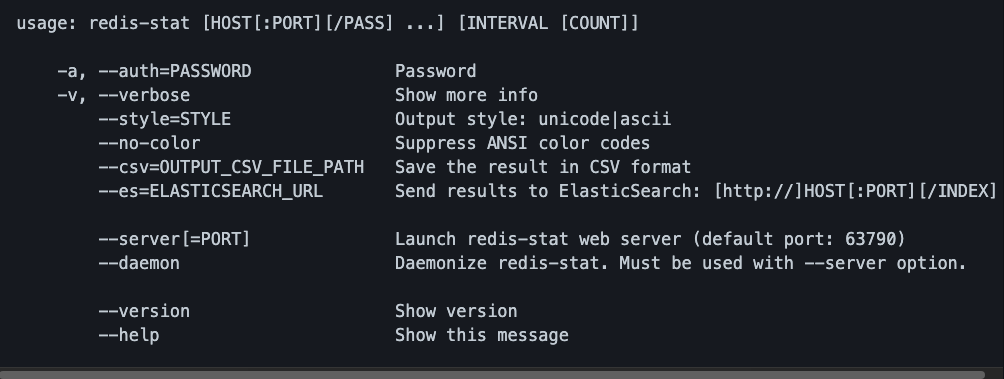 usage: redis-stat [HOST[:PORT][/PASS] ...] [INTERVAL [COUNT]]
-a, --auth=PASSWORD Password
-v, --verbose Show more info
--style=STYLE Output style: unicode|ascii
--no-color Suppress ANSI color codes
--csv=OUTPUT_CSV_FILE_PATH Save the result in CSV format
--es=ELASTICSEARCH_URL Send results to ElasticSearch: [http://]HOST[:PORT][/INDEX]
--server[=PORT] Launch redis-stat web server (default port: 63790)
--daemon Daemonize redis-stat. Must be used with --server option.
--version Show version
--help Show this message